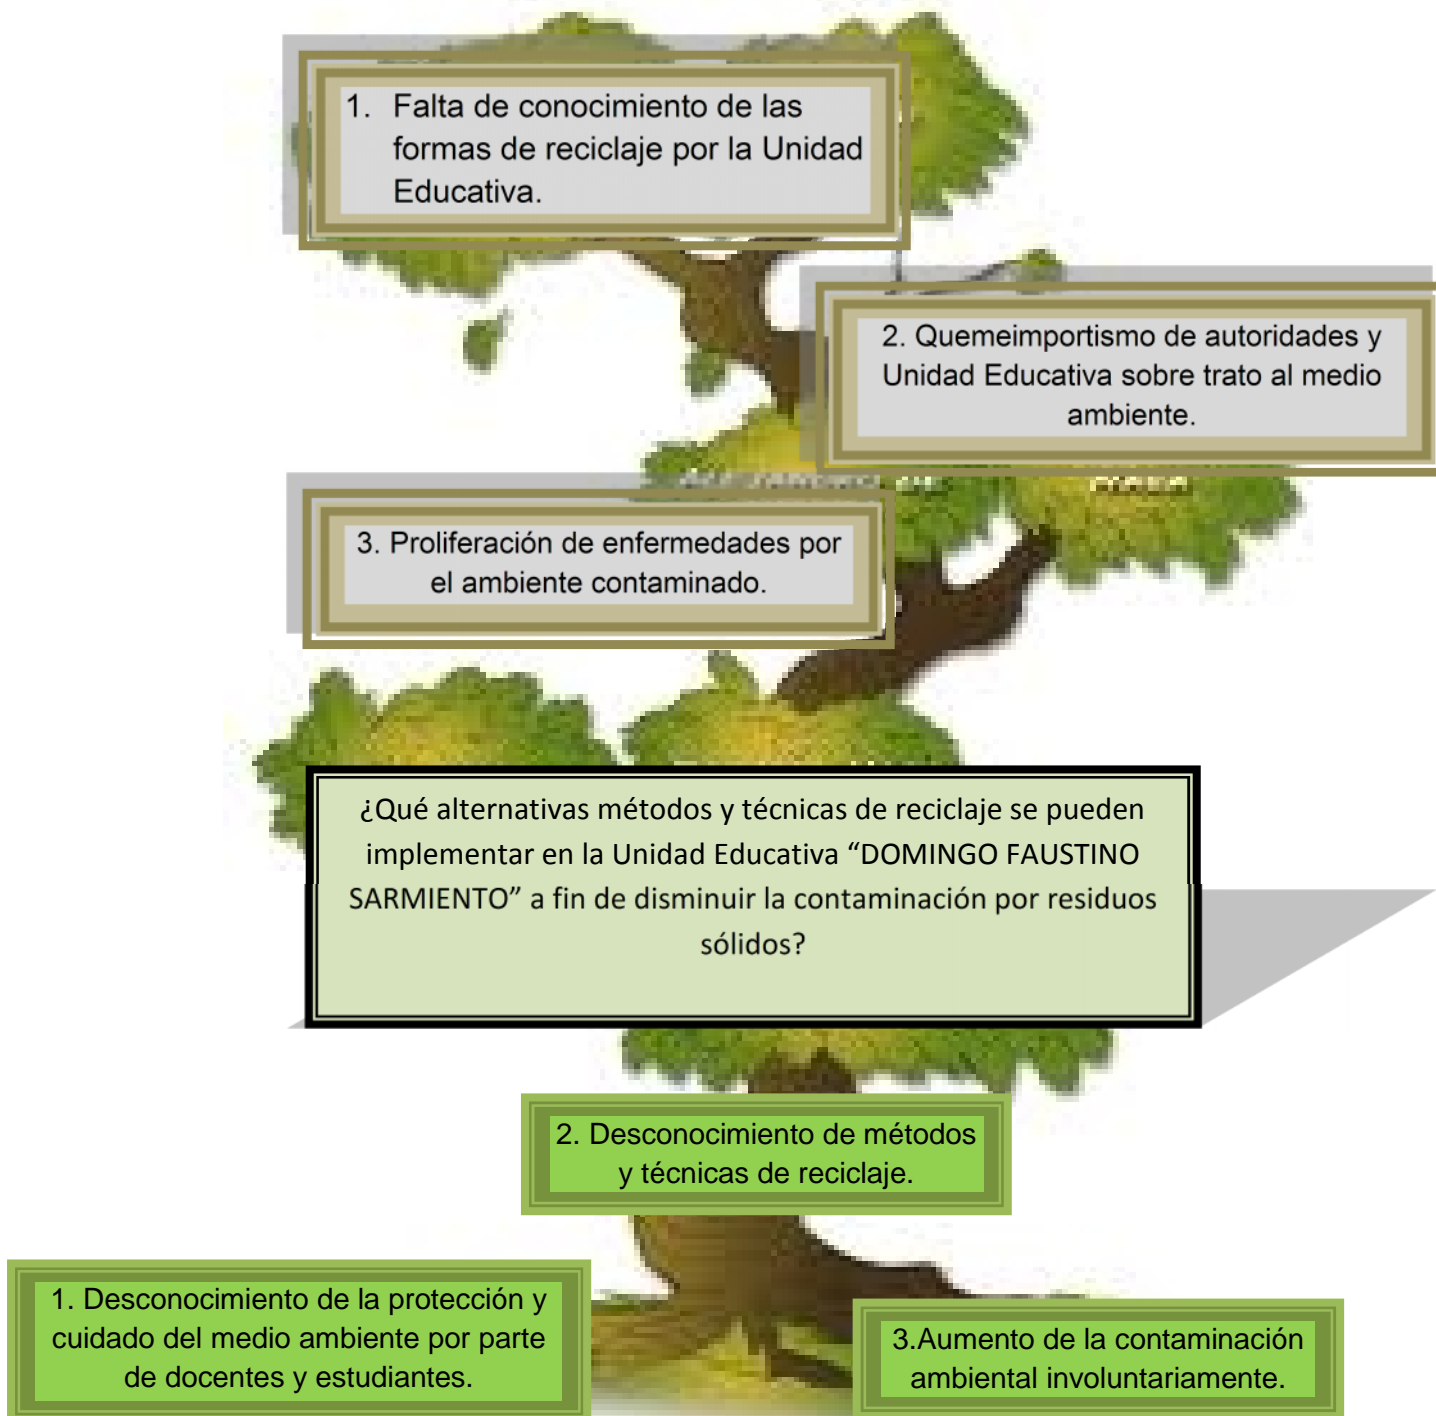 1. Falta de conocimiento de las
formas de reciclaje por la Unidad
Educativa.
2. Quemeimportismo de autoridades y
Unidad Educativa sobre trato al medio
ambiente.
3. Proliferación de enfermedades por
el ambiente contaminado.
¿Qué alternativas métodos y técnicas de reciclaje se pueden
implementar en la Unidad Educativa “DOMINGO FAUSTINO
SARMIENTO” a fin de disminuir la contaminación por residuos
sólidos?
2. Desconocimiento de métodos
y técnicas de reciclaje.
1. Desconocimiento de la protección y
cuidado del medio ambiente por parte
de docentes y estudiantes.
3.Aumento de la contaminación
ambiental involuntariamente.